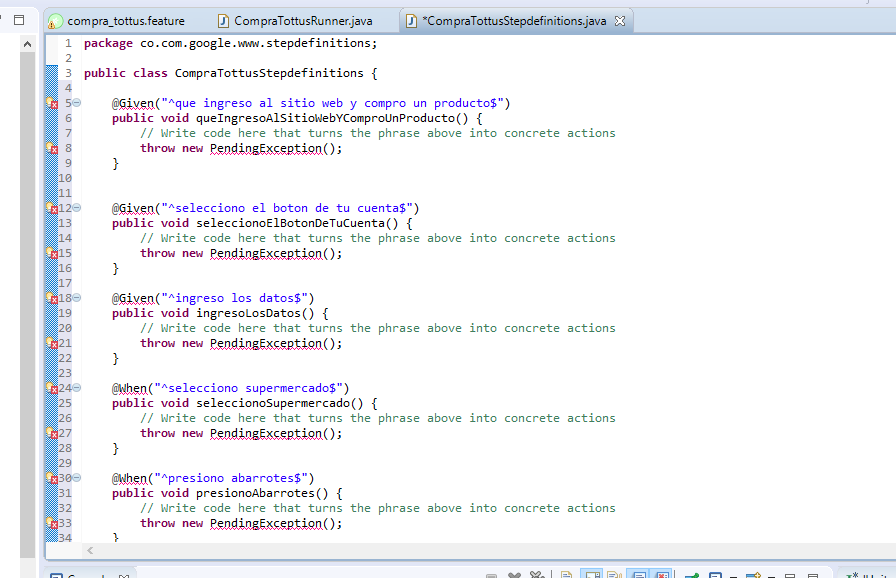 compra_tottus.feature
CompraTottusRunner.java
*CompraTottusStepdefinitions.java
1 package co.com.google.www.stepdefinitions;
2
3 public class CompraTottusStepdefinitions {
4
5 @Given("^que ingreso al sitio web y compro un producto$")
6 public void queIngresoAlSitioWebYComproUnProducto() {
7 // Write code here that turns the phrase above into concrete actions
8 throw new PendingException();
9 }
10
11
12 @Given("^selecciono el boton de tu cuenta$")
13 public void seleccionoElBotonDeTuCuenta() {
14 // Write code here that turns the phrase above into concrete actions
15 throw new PendingException();
16 }
17
18 @Given("^ingreso los datos$")
19 public void ingresoLosDatos() {
20 // Write code here that turns the phrase above into concrete actions
21 throw new PendingException();
22 }
23
24 @When("^selecciono supermercado$")
25 public void seleccionoSupermercado() {
26 // Write code here that turns the phrase above into concrete actions
27 throw new PendingException();
28 }
29
30 @When("^presiono abarrotes$")
31 public void presionoAbarrotes() {
32 // Write code here that turns the phrase above into concrete actions
33 throw new PendingException();
34 }